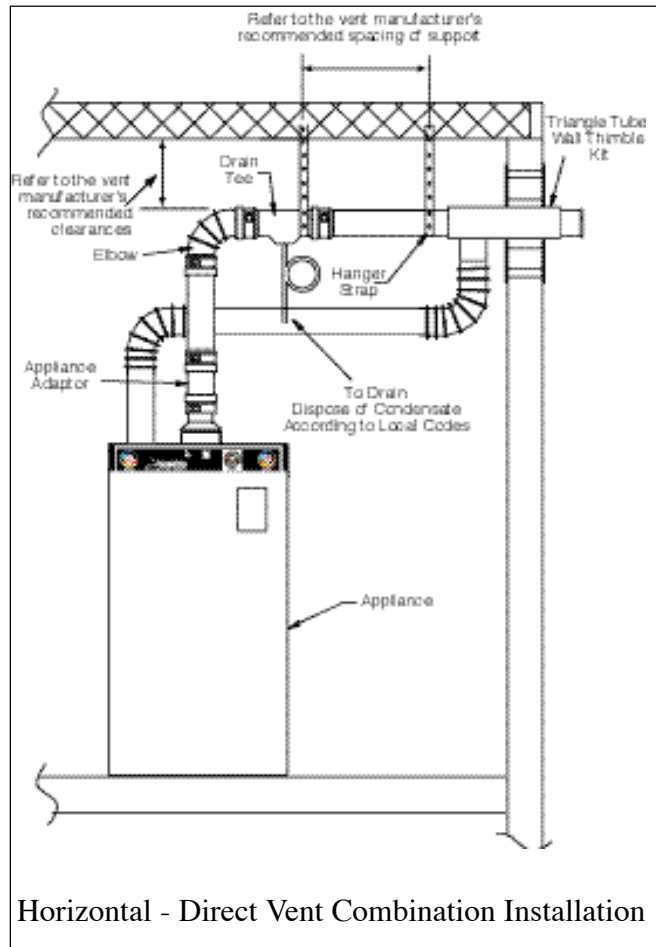 Refer to the vent manufacturer's
recommended spacing of support
Triangle Tube
Wall Thimble
Kit
Drain
Tee
Refer to the vent
manufacturer's
recommended
clearances
Elbow
Hanger
Strap
Appliance
Adaptor
To Drain
Dispose of Condensate
According to Local Codes
Appliance
Horizontal - Direct Vent Combination Installation